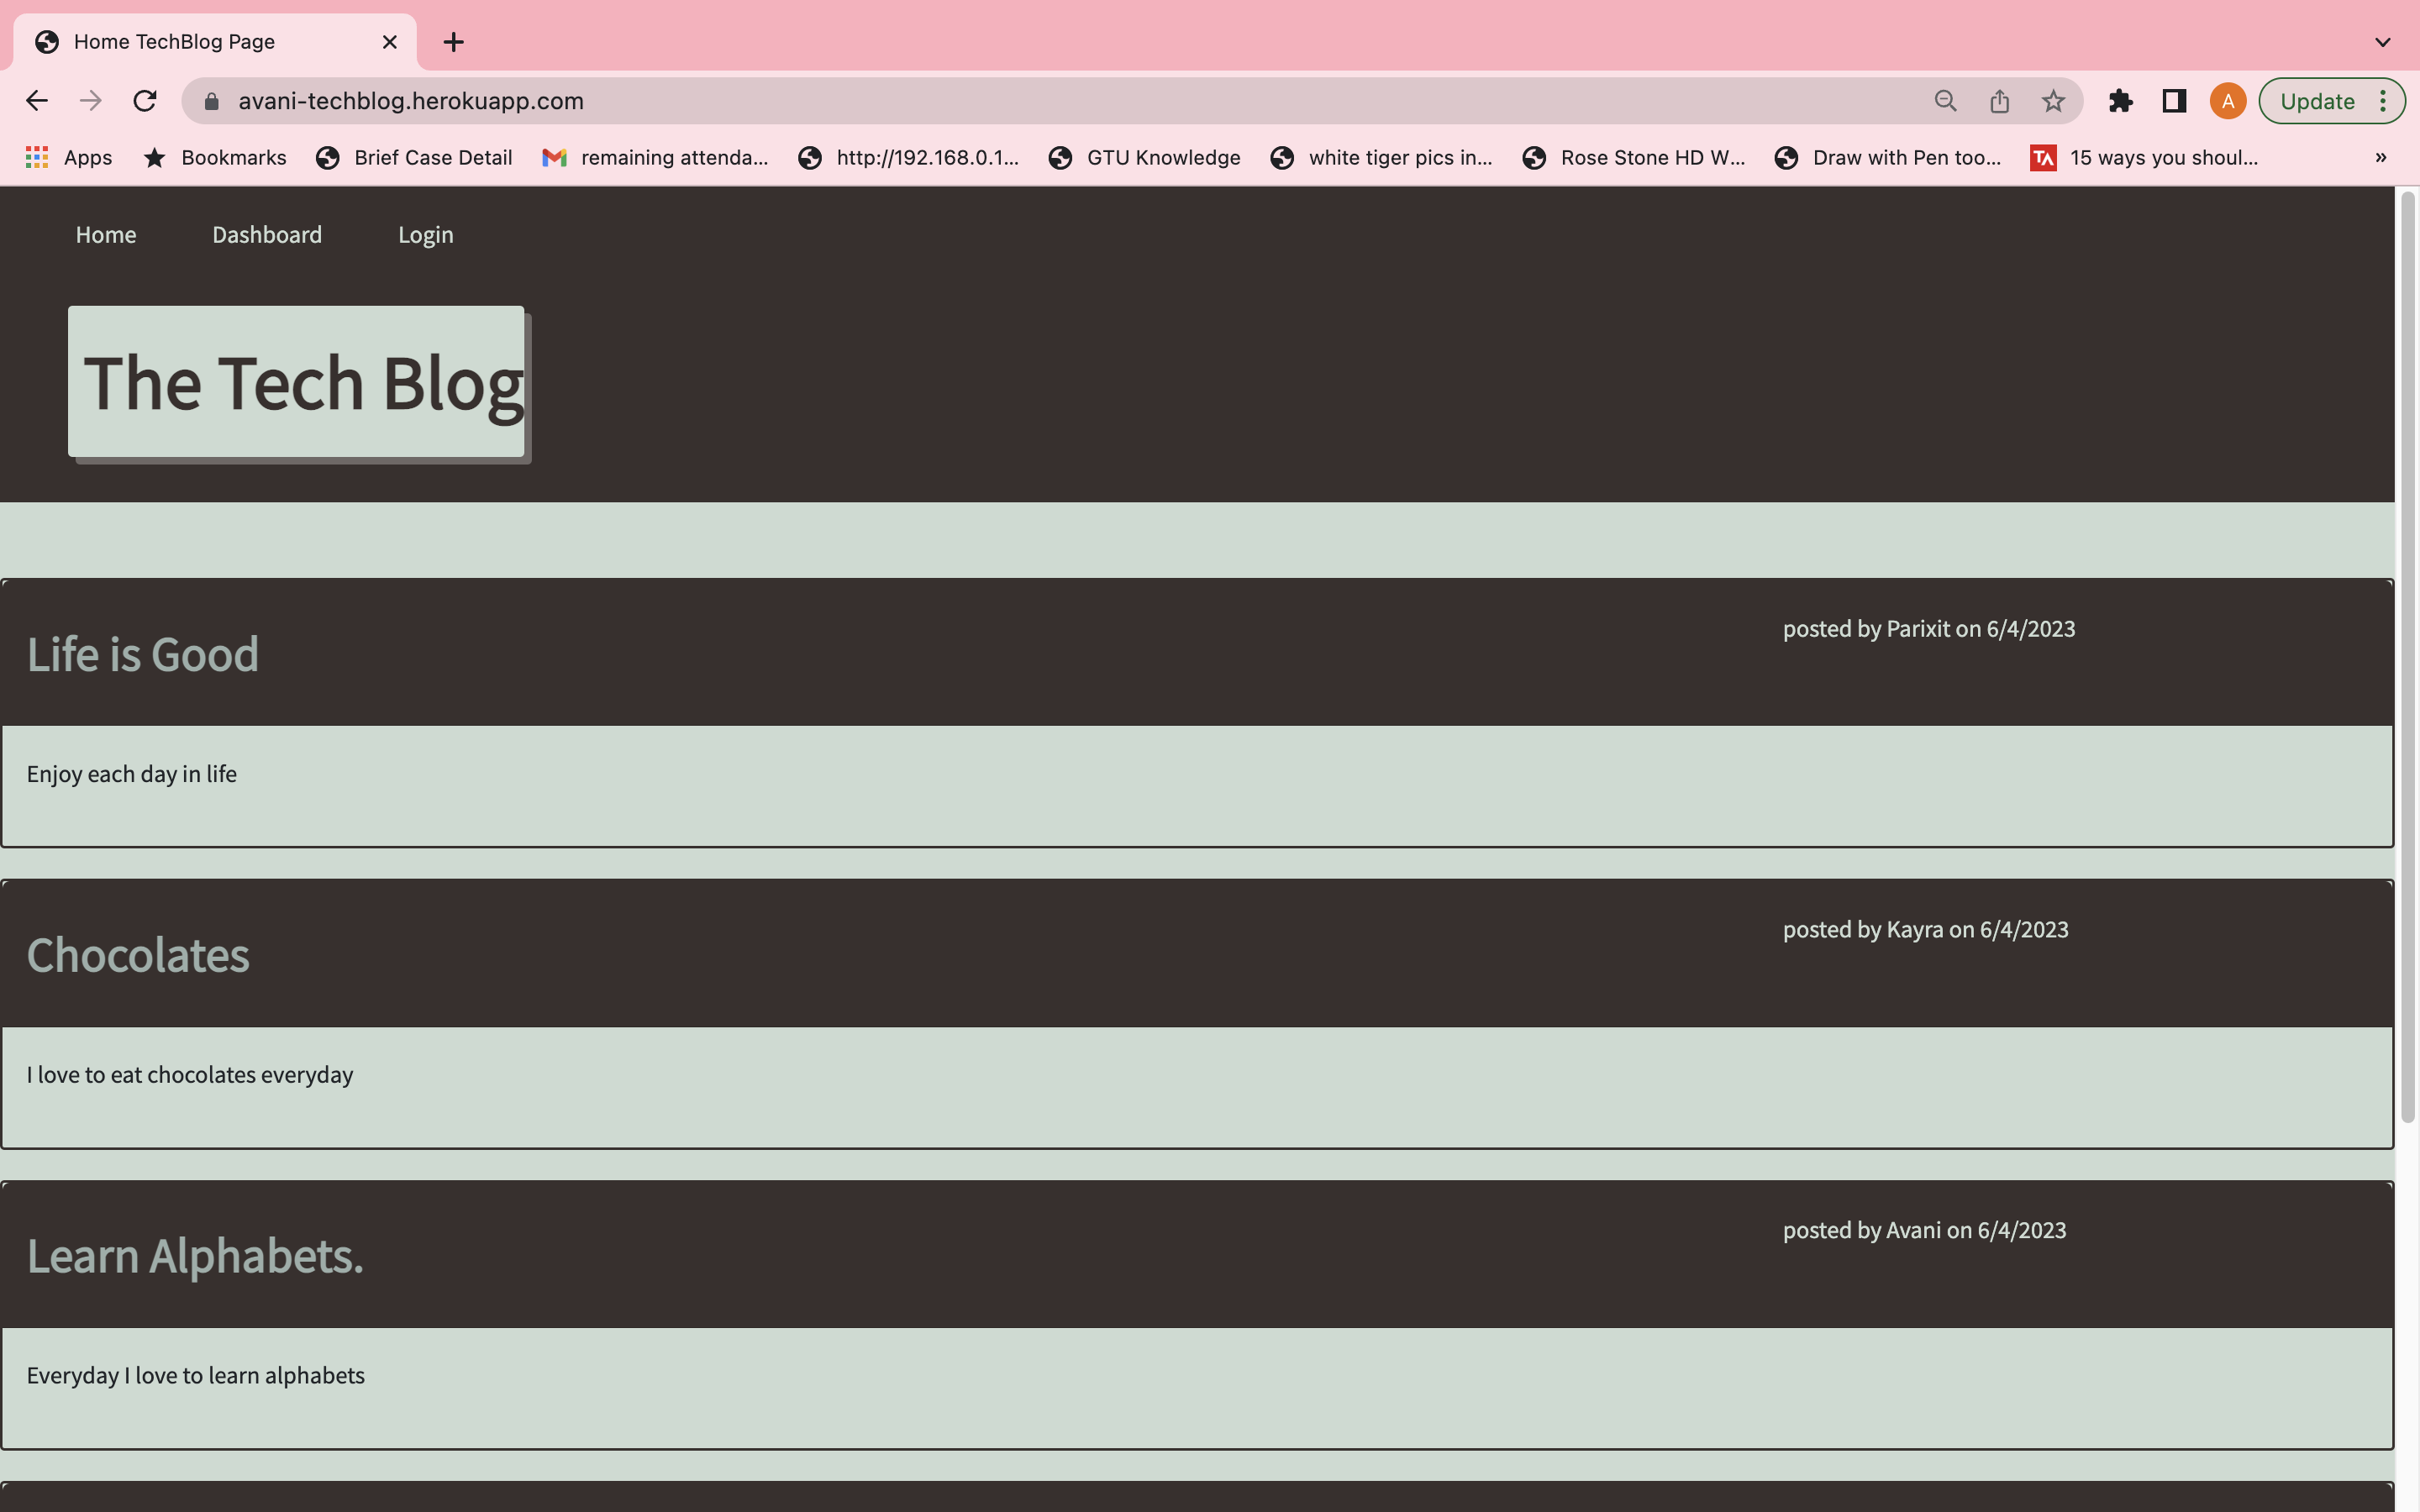 Home TechBlog Page
avani-techblog.herokuapp.com
A
Update
Apps Bookmarks Brief Case Detail remaining attenda... http://192.168.0.1... GTU Knowledge white tiger pics in... Rose Stone HD W... Draw with Pen too... TA 15 ways you shoul... »
Home Dashboard Login
The Tech Blog
Life is Good posted by Parixit on 6/4/2023
Enjoy each day in life
Chocolates posted by Kayra on 6/4/2023
I love to eat chocolates everyday
Learn Alphabets. posted by Avani on 6/4/2023
Everyday I love to learn alphabets